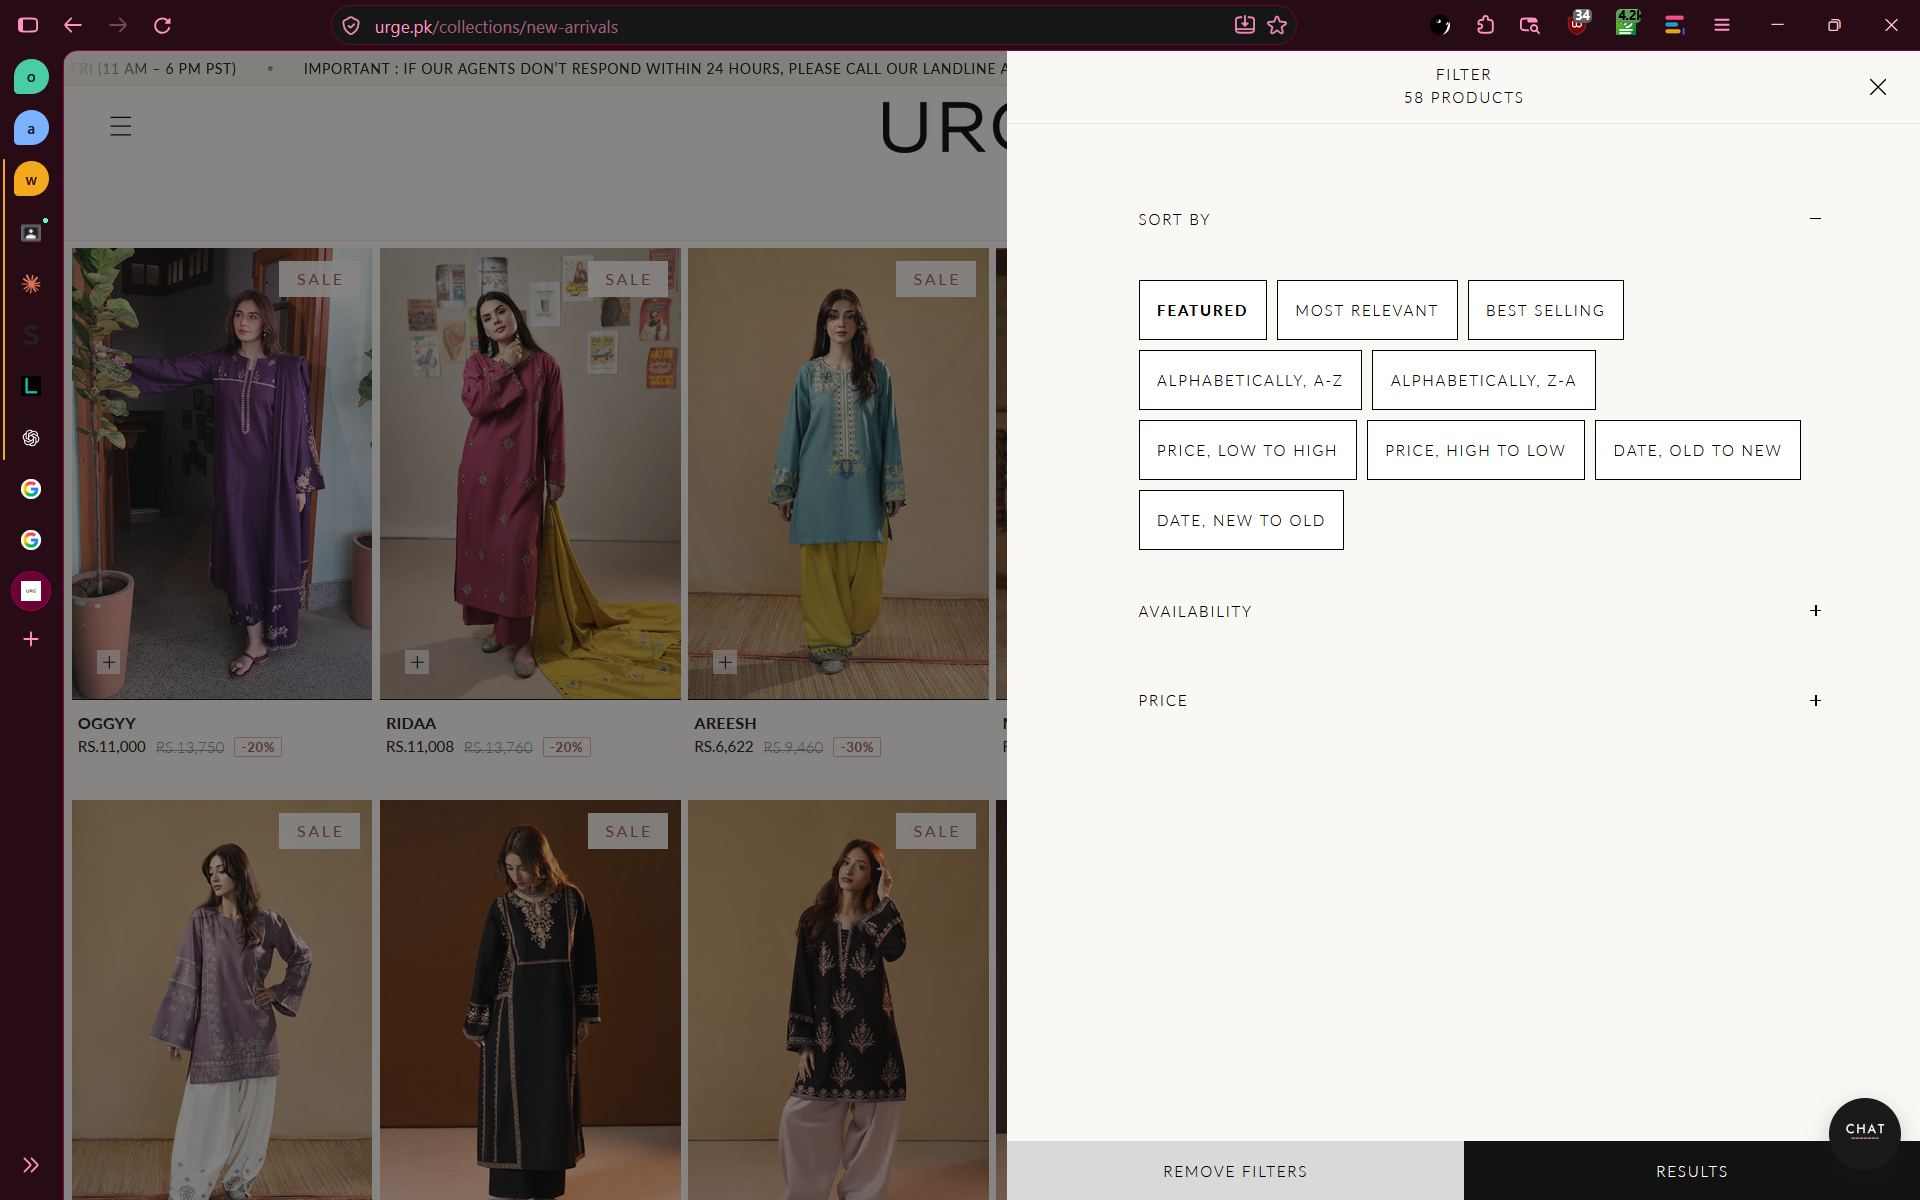 urge.pk/collections/new-arrivals
34
4.2
o
a
w
S
L
URG
FRI (11 AM – 6 PM PST) • IMPORTANT : IF OUR AGENTS DON'T RESPOND WITHIN 24 HOURS, PLEASE CALL OUR LANDLINE
URG
SALE
SALE
SALE
OGGYY
RS.11,000 RS.13,750 -20%
RIDAA
RS.11,008 RS.13,760 -20%
AREESH
RS.6,622 RS.9,460 -30%
SALE
SALE
SALE
FILTER
58 PRODUCTS
SORT BY
FEATURED
MOST RELEVANT
BEST SELLING
ALPHABETICALLY, A-Z
ALPHABETICALLY, Z-A
PRICE, LOW TO HIGH
PRICE, HIGH TO LOW
DATE, OLD TO NEW
DATE, NEW TO OLD
AVAILABILITY
PRICE
CHAT
REMOVE FILTERS
RESULTS